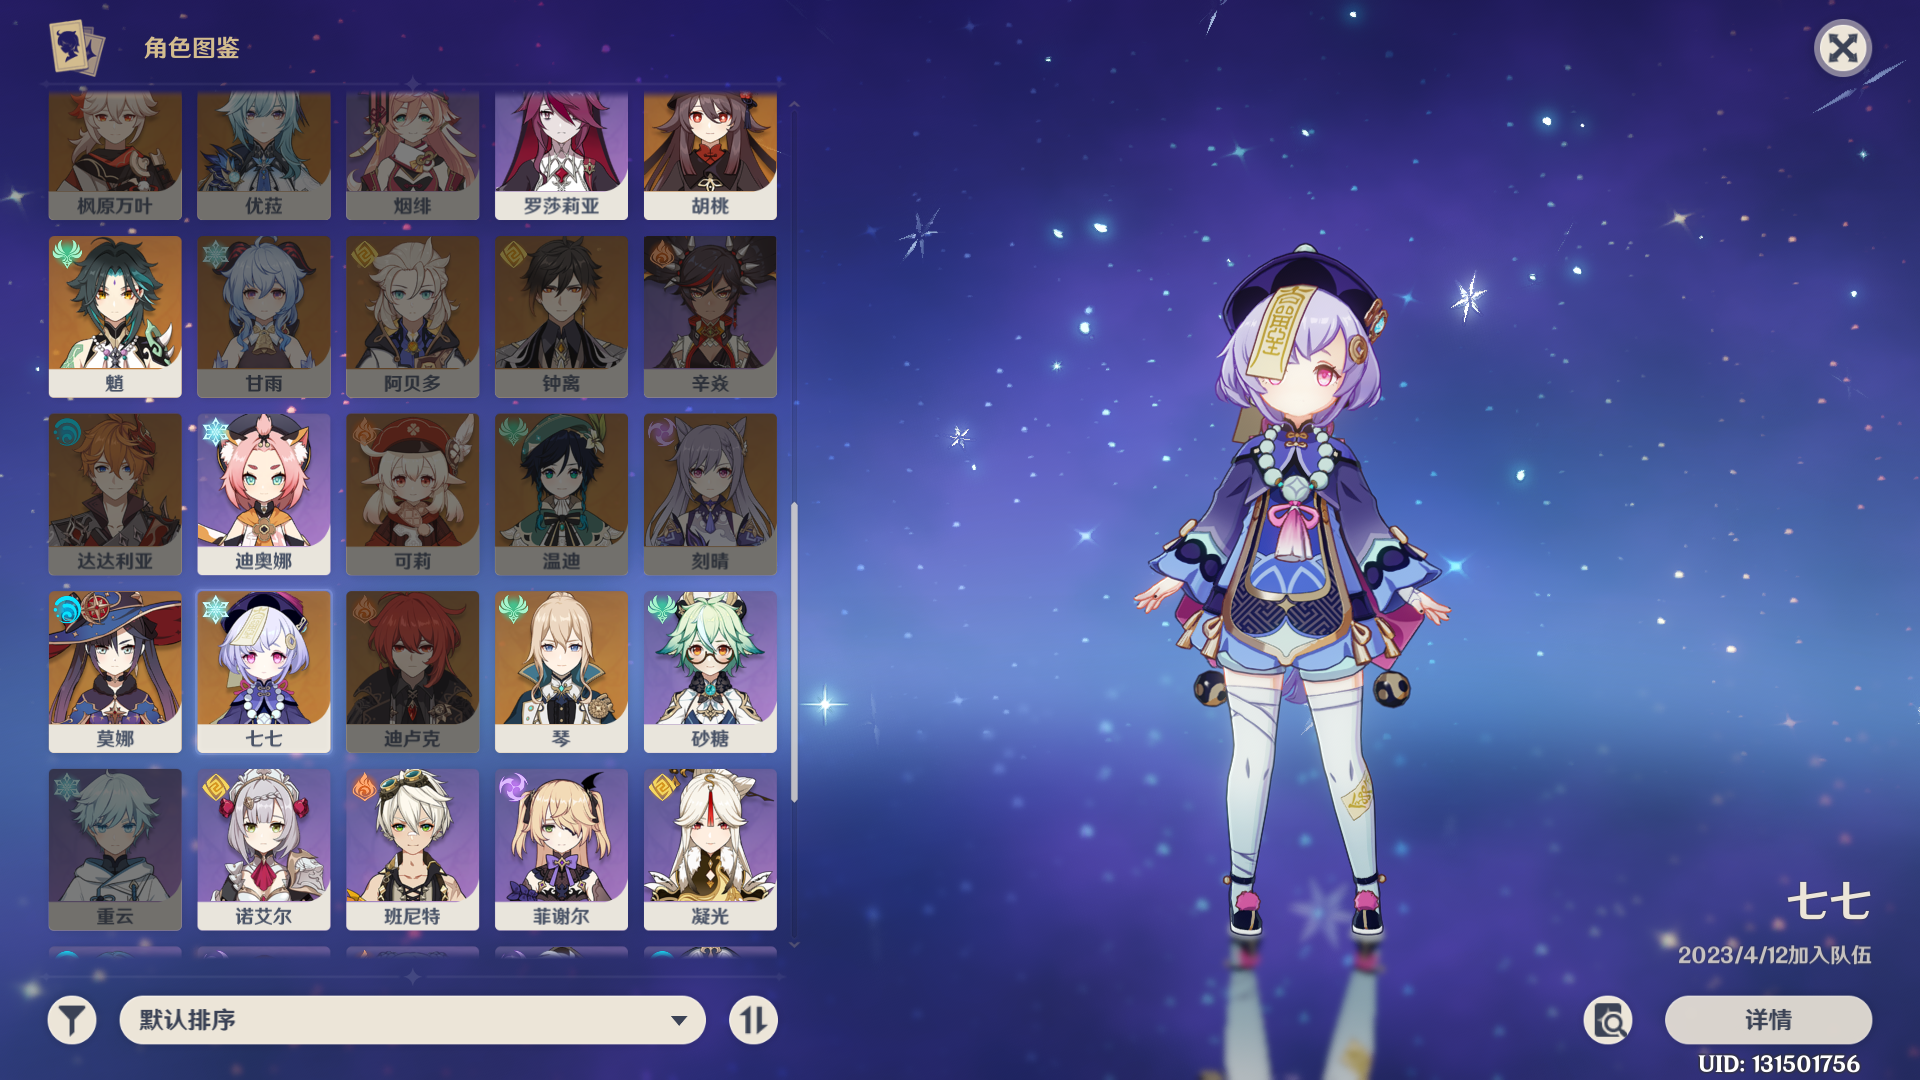 角色图鉴
枫原万叶
优菈
烟绯
罗莎莉亚
胡桃
魈
甘雨
阿贝多
钟离
辛焱
达达利亚
迪奥娜
可莉
温迪
刻晴
莫娜
七七
迪卢克
琴
砂糖
重云
诺艾尔
班尼特
菲谢尔
凝光
七七
2023/4/12加入队伍
默认排序
详情
UID: 131501756